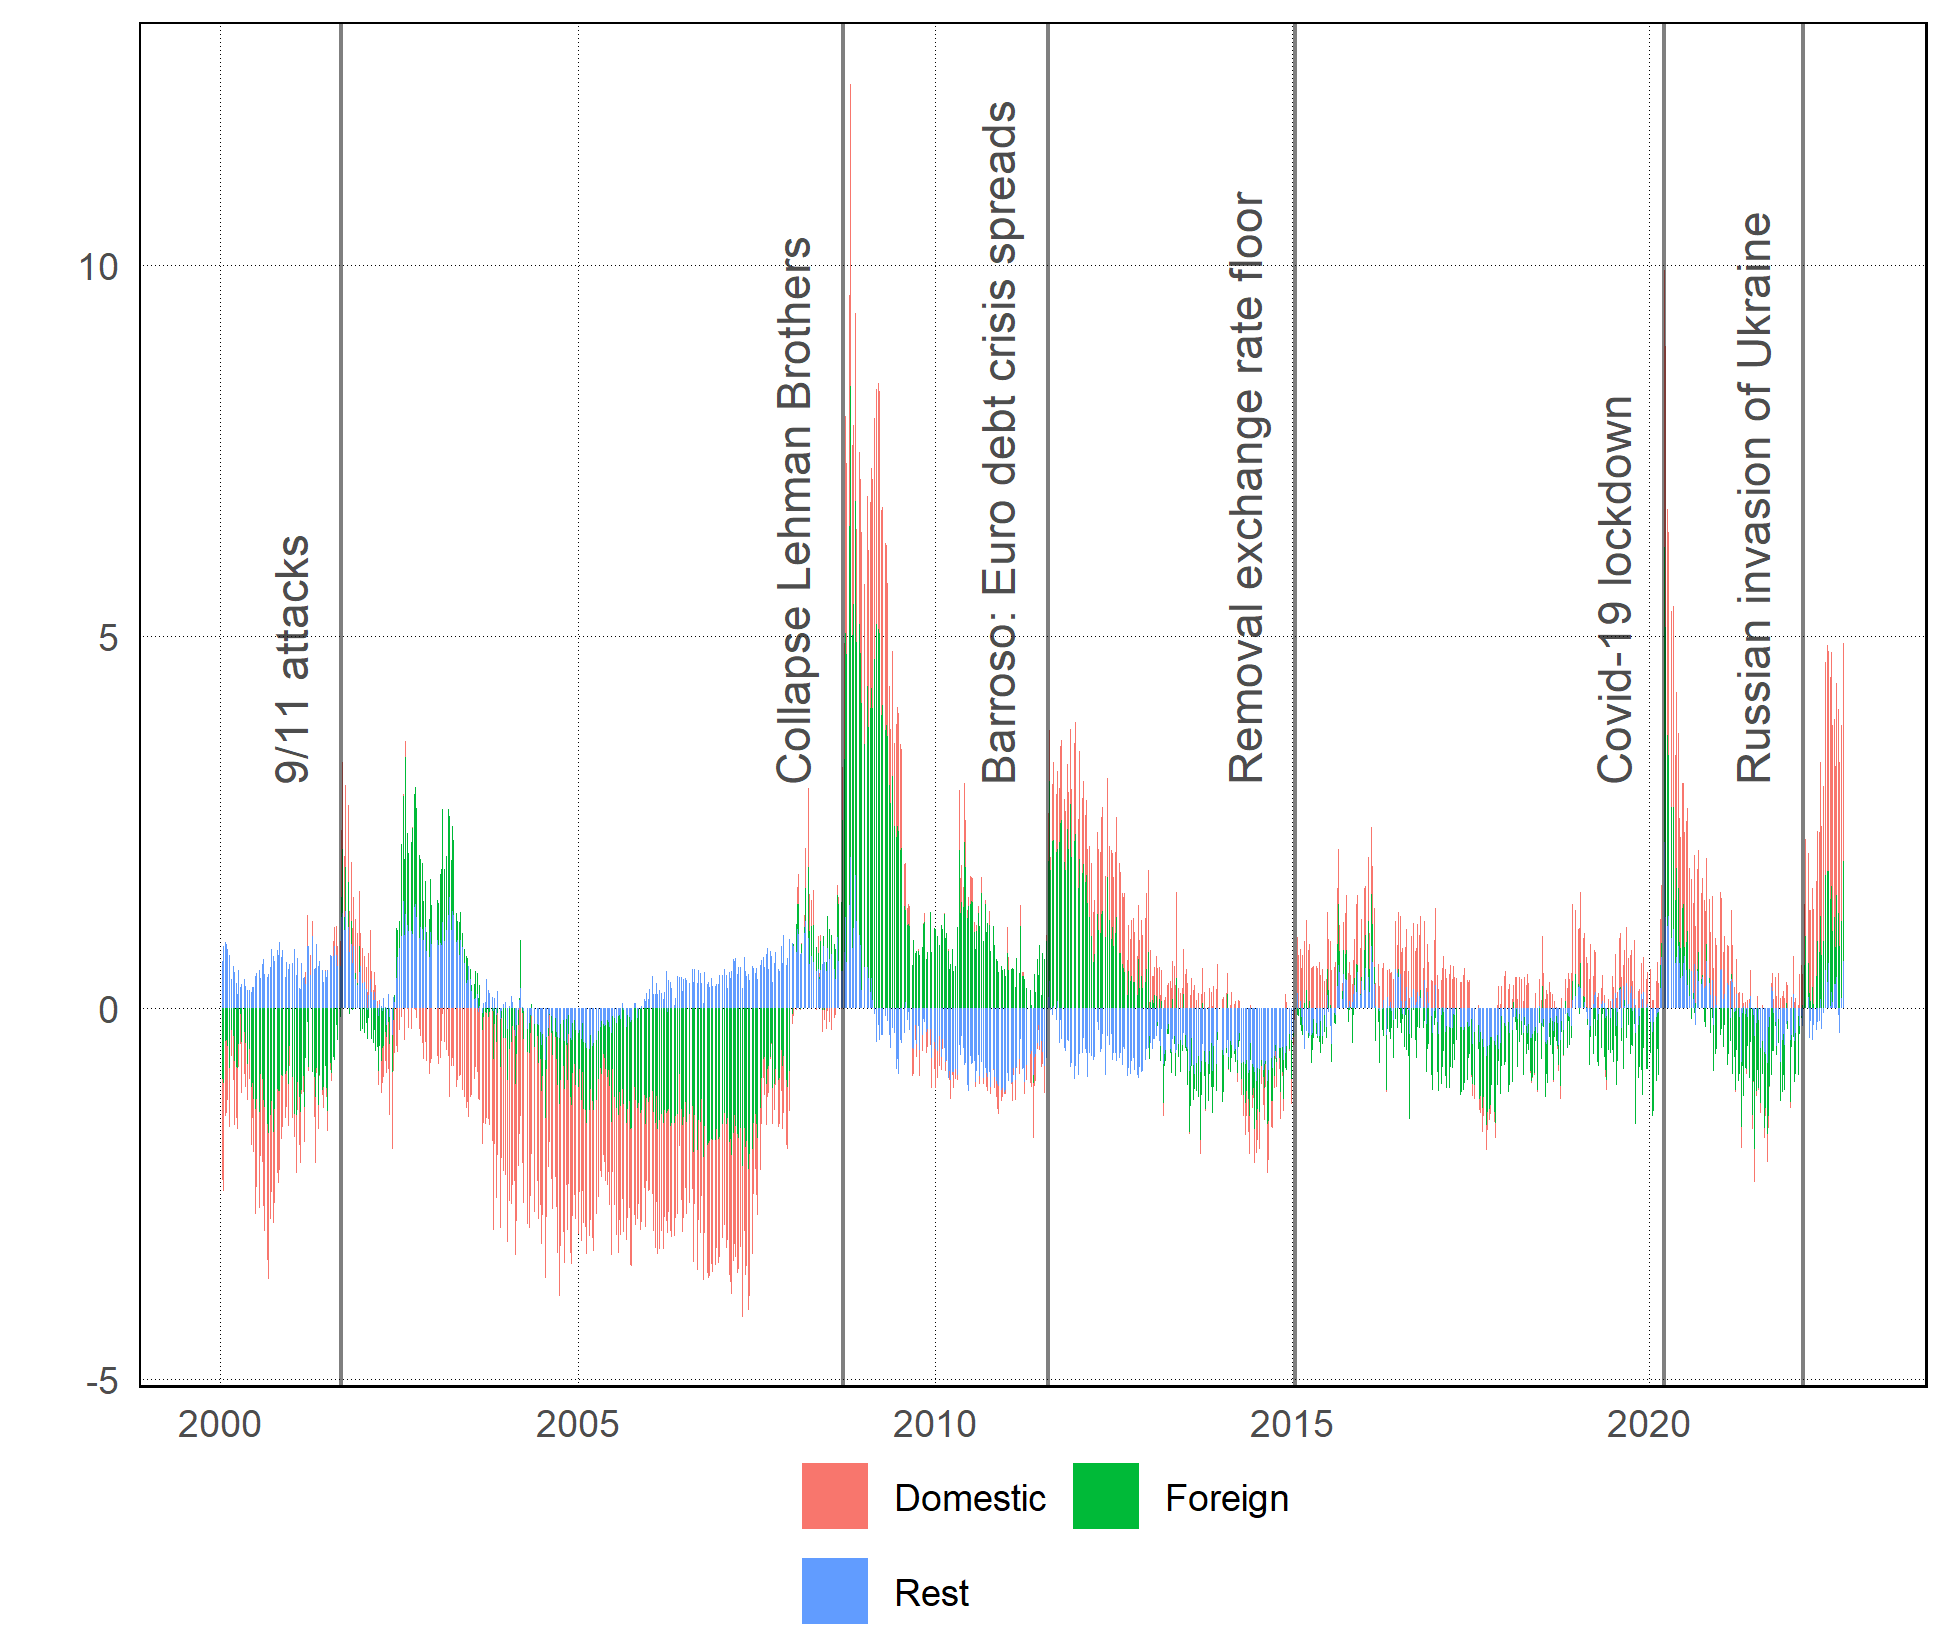 10
5
0
-5
9/11 attacks
Collapse Lehman Brothers
Barroso: Euro debt crisis spreads
Removal exchange rate floor
Covid-19 lockdown
Russian invasion of Ukraine
2000
2005
2010
2015
2020
Domestic
Foreign
Rest